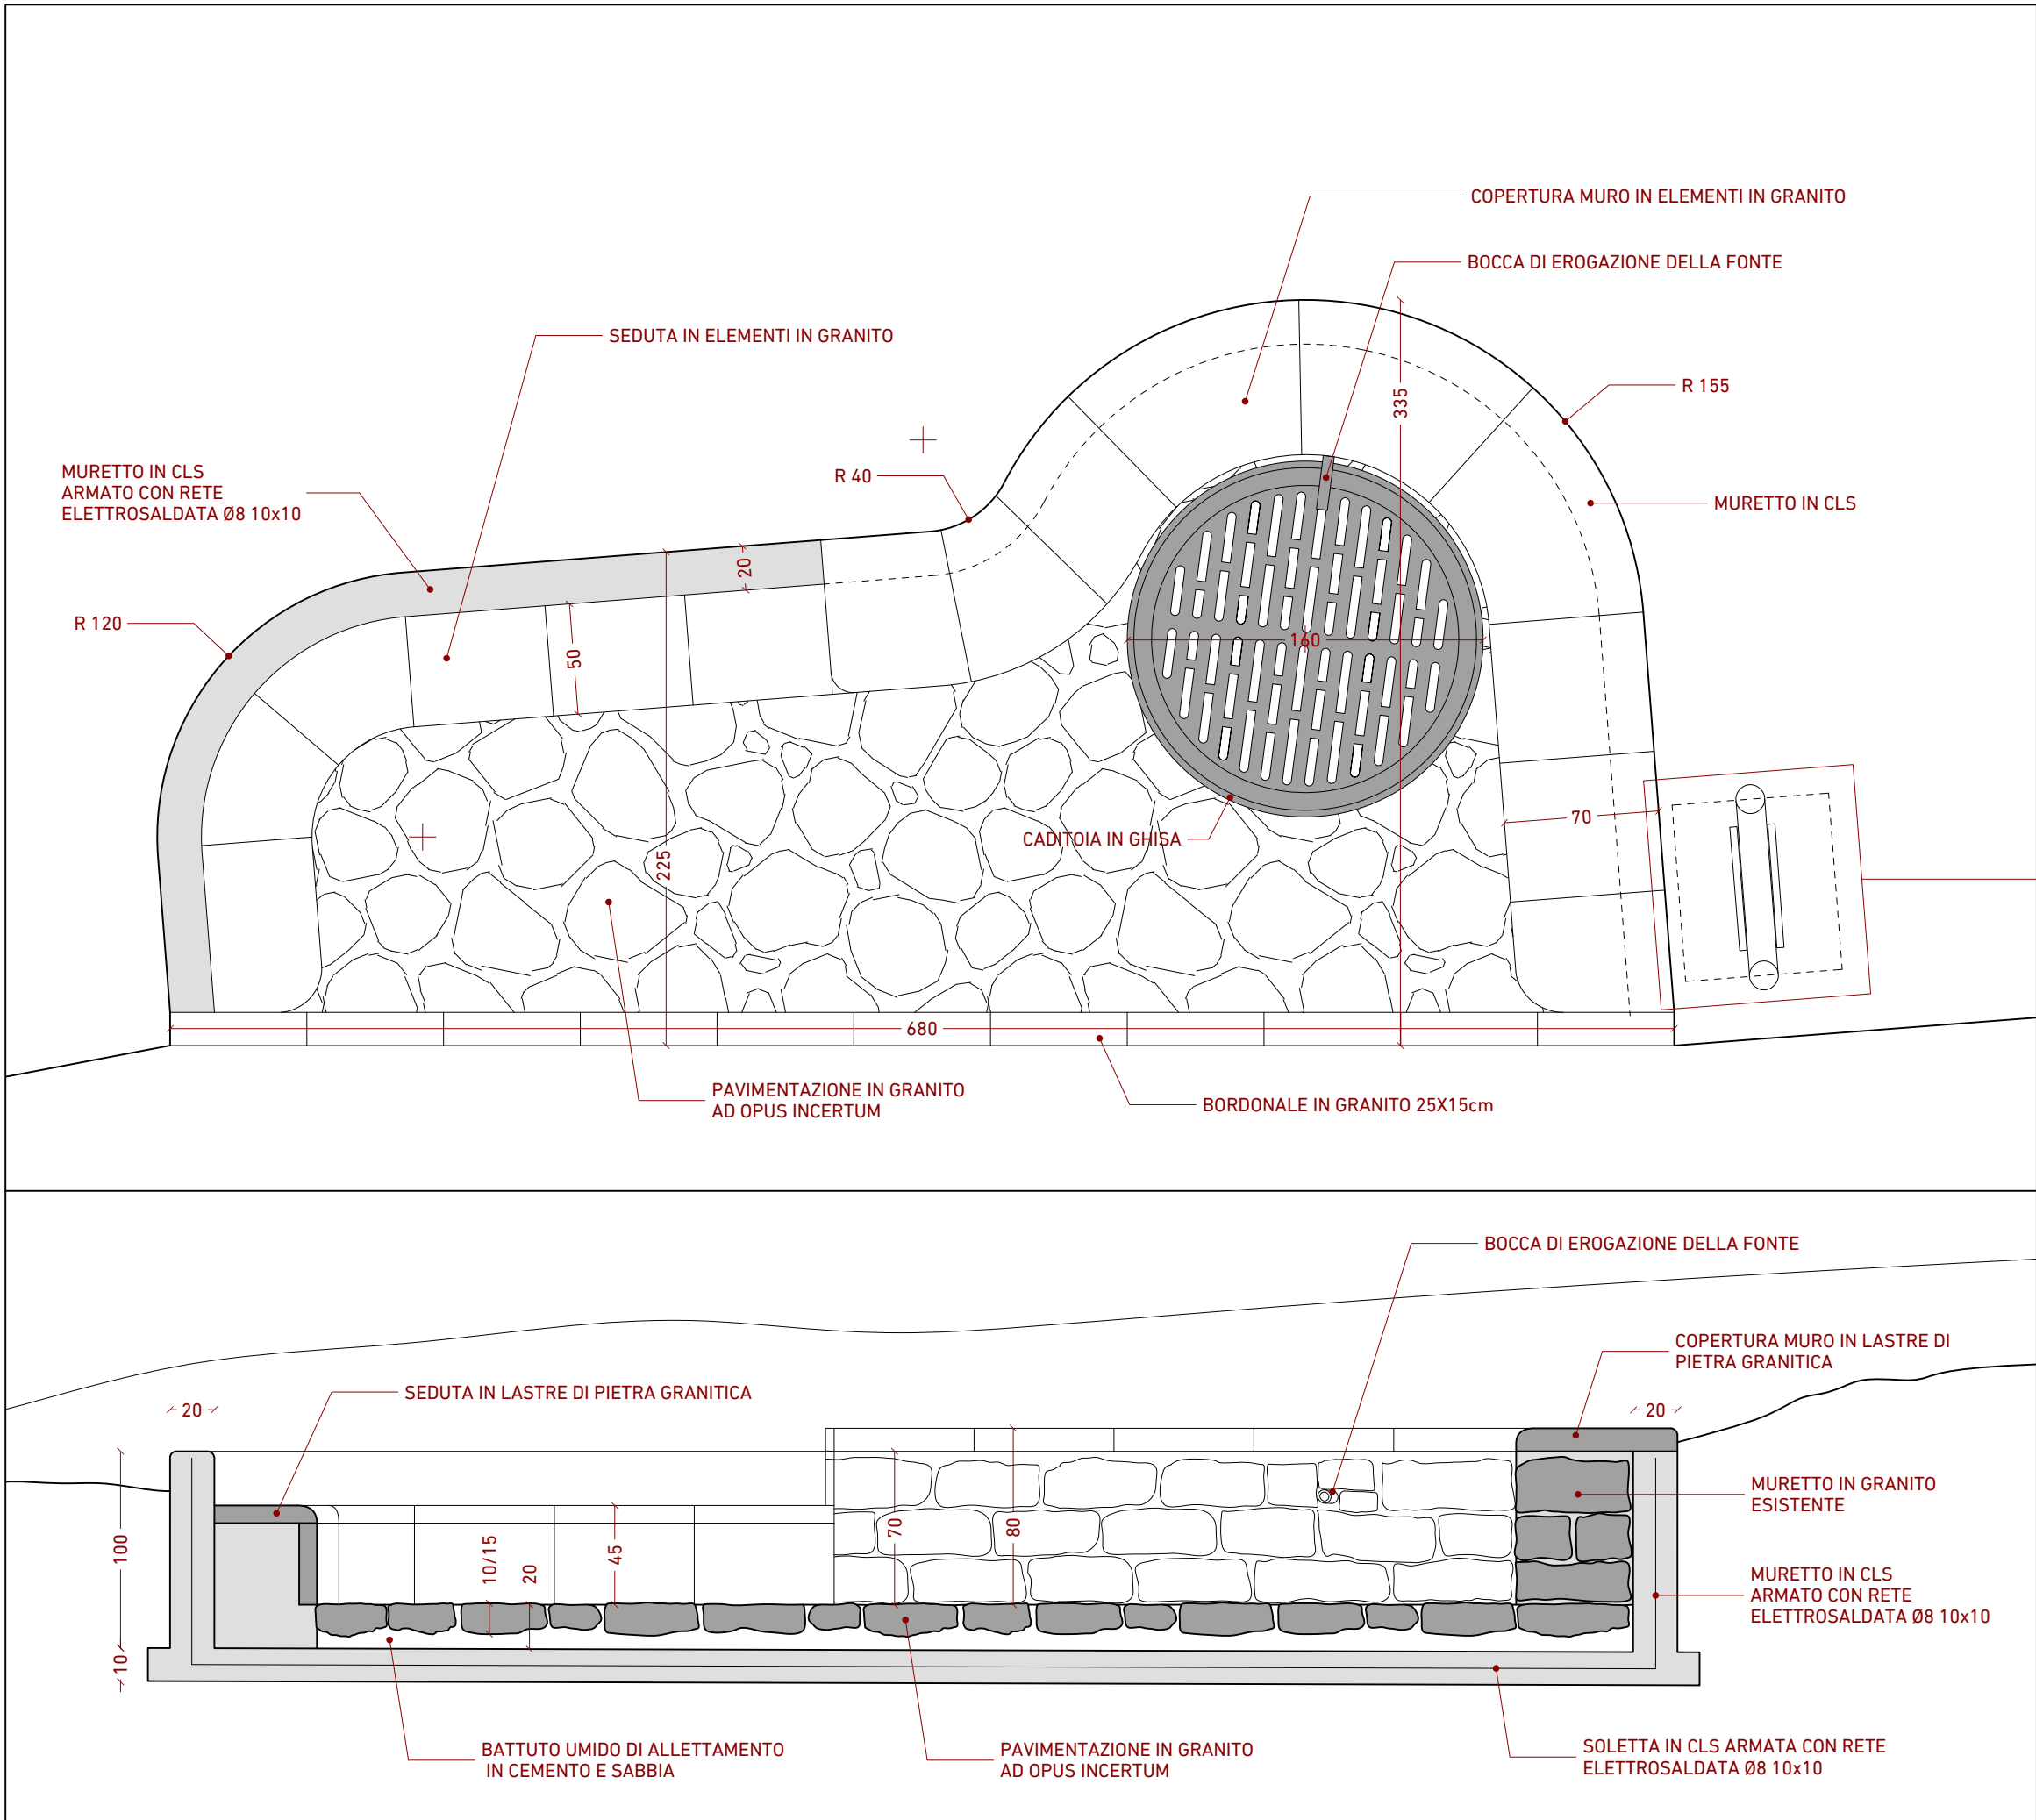 COPERTURA MURO IN ELEMENTI IN GRANITO
BOCCA DI EROGAZIONE DELLA FONTE
SEDUTA IN ELEMENTI IN GRANITO
335
R 155
MURETTO IN CLS
ARMATO CON RETE
ELETTROSALDATA Ø8 10x10
R 40
MURETTO IN CLS
20
R 120
50
160
70
CADITOIA IN GHISA
225
680
PAVIMENTAZIONE IN GRANITO
AD OPUS INCERTUM
BORDONALE IN GRANITO 25X15cm
BOCCA DI EROGAZIONE DELLA FONTE
COPERTURA MURO IN LASTRE DI
PIETRA GRANITICA
SEDUTA IN LASTRE DI PIETRA GRANITICA
20
20
MURETTO IN GRANITO
ESISTENTE
100
10/15
20
45
70
80
MURETTO IN CLS
ARMATO CON RETE
ELETTROSALDATA Ø8 10x10
10
BATTUTO UMIDO DI ALLETTAMENTO
IN CEMENTO E SABBIA
PAVIMENTAZIONE IN GRANITO
AD OPUS INCERTUM
SOLETTA IN CLS ARMATA CON RETE
ELETTROSALDATA Ø8 10x10